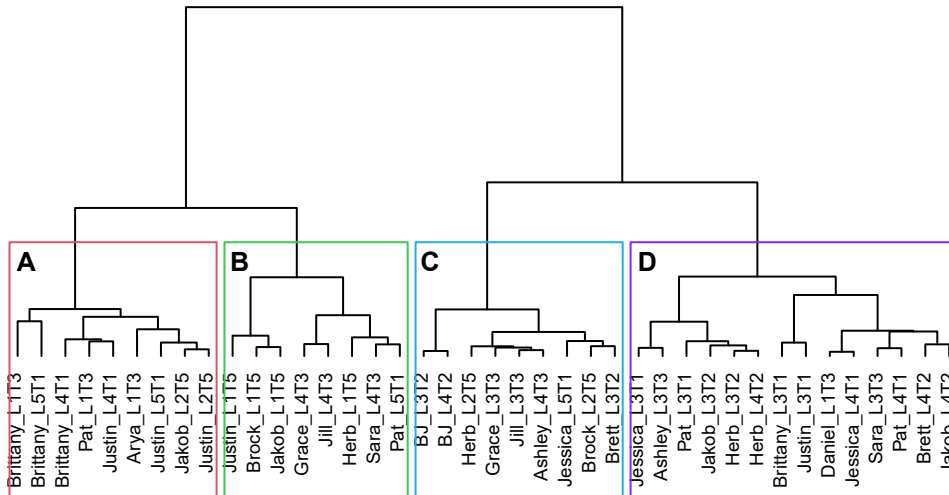 A
B
C
D
Brittany_L1T3
Brittany_L5T1
Brittany_L4T1
Pat_L1T3
Justin_L4T1
Arya_L1T3
Justin_L5T1
Jakob_L2T5
Justin_L2T5
Justin_L1T5
Brock_L1T5
Jakob_L1T5
Grace_L4T3
Jill_L4T3
Herb_L1T5
Sara_L4T3
Pat_L5T1
BJ_L3T2
BJ_L4T2
Herb_L2T5
Grace_L3T3
Jill_L3T3
Ashley_L4T3
Jessica_L5T1
Brock_L2T5
Brett_L3T2
Jessica_L3T1
Ashley_L3T3
Pat_L3T1
Jakob_L3T2
Herb_L3T2
Herb_L4T2
Brittany_L3T1
Justin_L3T1
Daniel_L1T3
Jessica_L4T1
Sara_L3T3
Pat_L4T1
Brett_L4T2
Jakob_L4T2